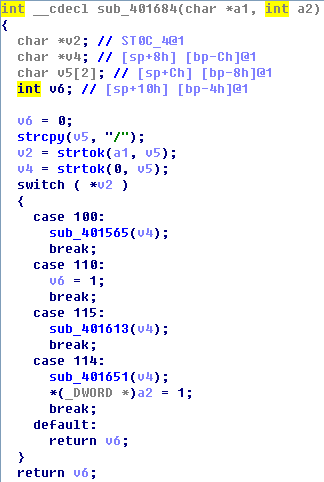 int __cdecl sub_401684(char *a1, int a2)
{
  char *v2; // ST0C_4@1
  char *v4; // [sp+8h] [bp-Ch]@1
  char v5[2]; // [sp+Ch] [bp-8h]@1
  int v6; // [sp+10h] [bp-4h]@1

  v6 = 0;
  strcpy(v5, "/");
  v2 = strtok(a1, v5);
  v4 = strtok(0, v5);
  switch ( *v2 )
  {
    case 100:
      sub_401565(v4);
      break;
    case 110:
      v6 = 1;
      break;
    case 115:
      sub_401613(v4);
      break;
    case 114:
      sub_401651(v4);
      *(_DWORD *)a2 = 1;
      break;
    default:
      return v6;
  }
  return v6;